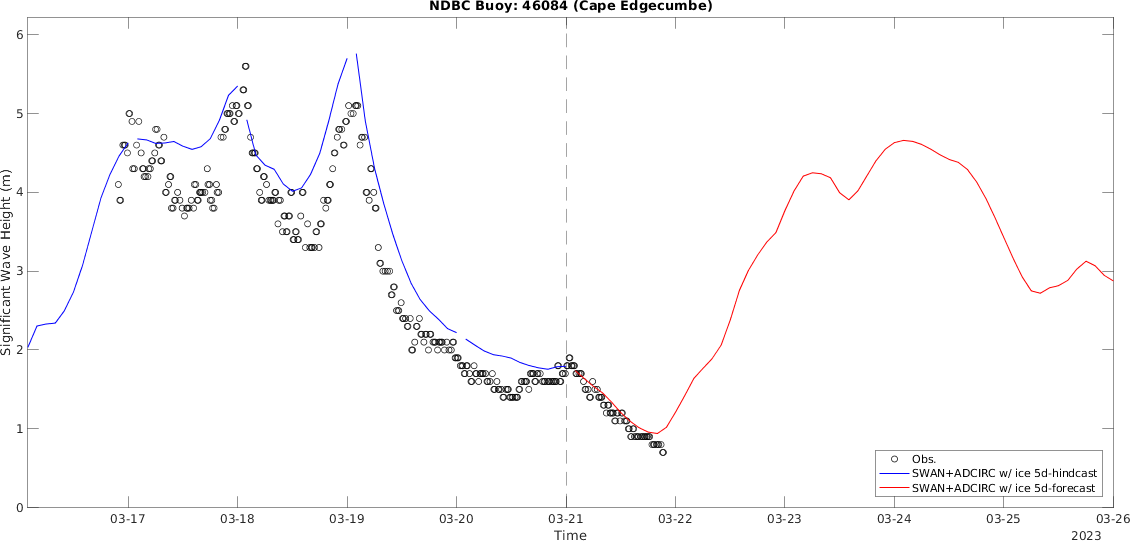 NDBC Buoy: 46084 (Cape Edgecumbe)
Significant Wave Height (m)
6
5
4
3
2
1
0
Obs.
SWAN+ADCIRC w/ ice 5d-hindcast
SWAN+ADCIRC w/ ice 5d-forecast
03-17 03-18 03-19 03-20 03-21 03-22 03-23 03-24 03-25 03-26
Time
2023